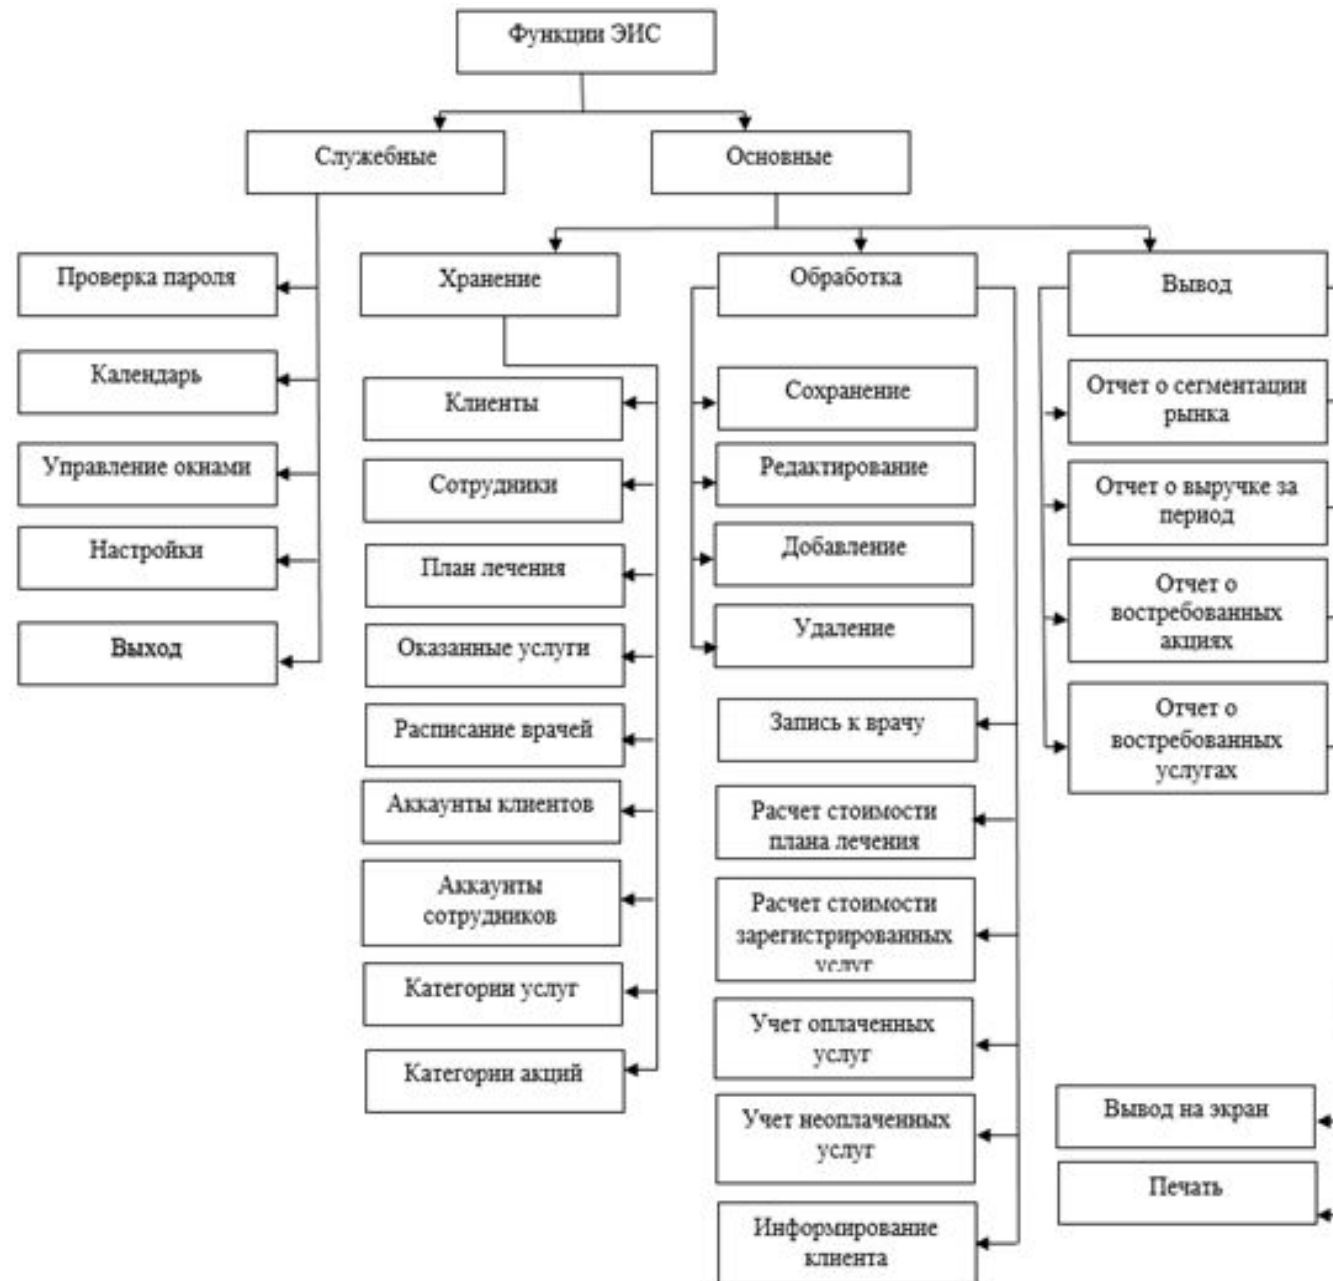 Функции ЭИС
Служебные
Основные
Проверка пароля
Календарь
Управление окнами
Настройки
Выход
Хранение
Клиенты
Сотрудники
План лечения
Оказанные услуги
Расписание врачей
Аккаунты клиентов
Аккаунты
сотрудников
Категории услуг
Категории акций
Обработка
Сохранение
Редактирование
Добавление
Удаление
Запись к врачу
Расчет стоимости
плана лечения
Расчет стоимости
зарегистрированных
услуг
Учет оплаченных
услуг
Учет неоплаченных
услуг
Информирование
клиента
Вывод
Отчет о сегментации
рынка
Отчет о выручке за
период
Отчет о
востребованных
акциях
Отчет о
востребованных
услугах
Вывод на экран
Печать